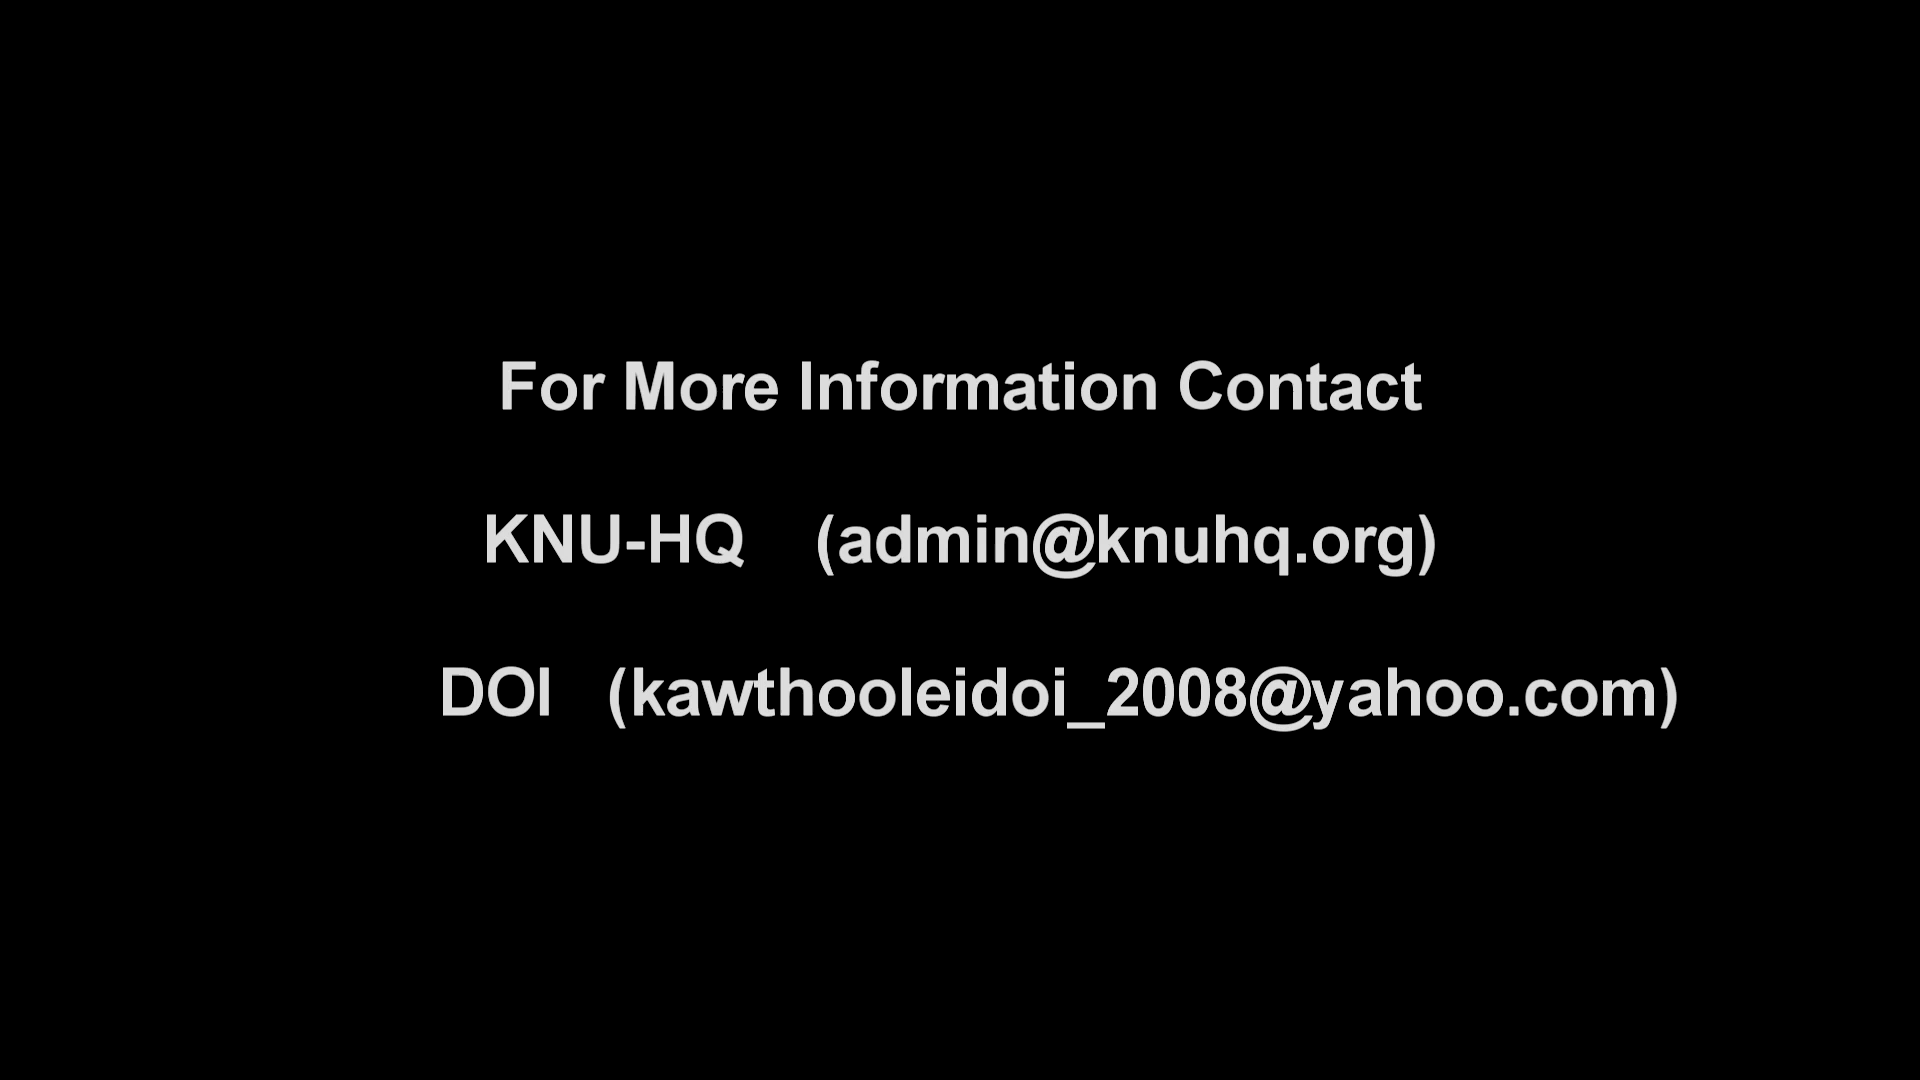 For More Information Contact
KNU-HQ (admin@knuhq.org)
DOI (kawthooleidoi_2008@yahoo.com)